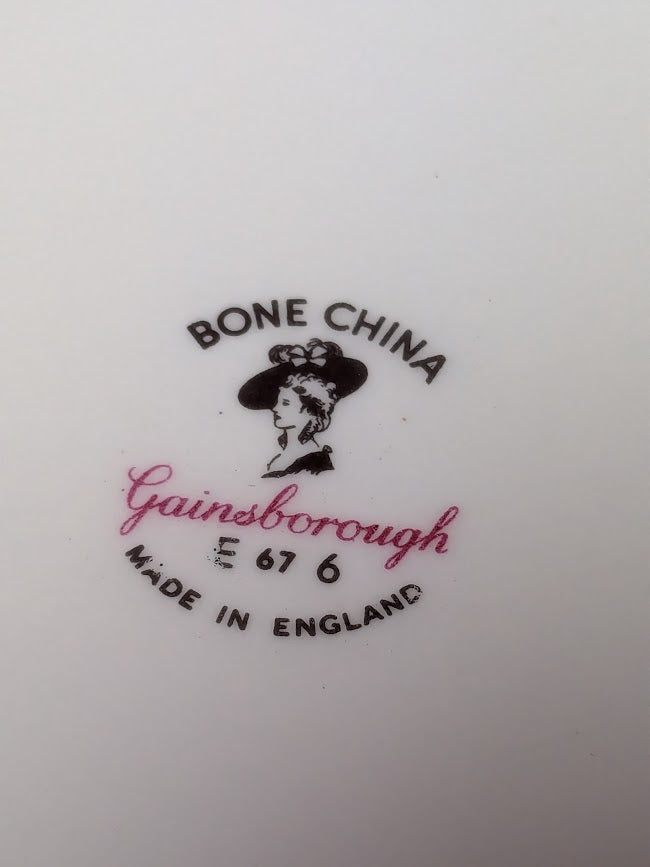 BONE CHINA
Gainsborough
E 67 6
MADE IN ENGLAND